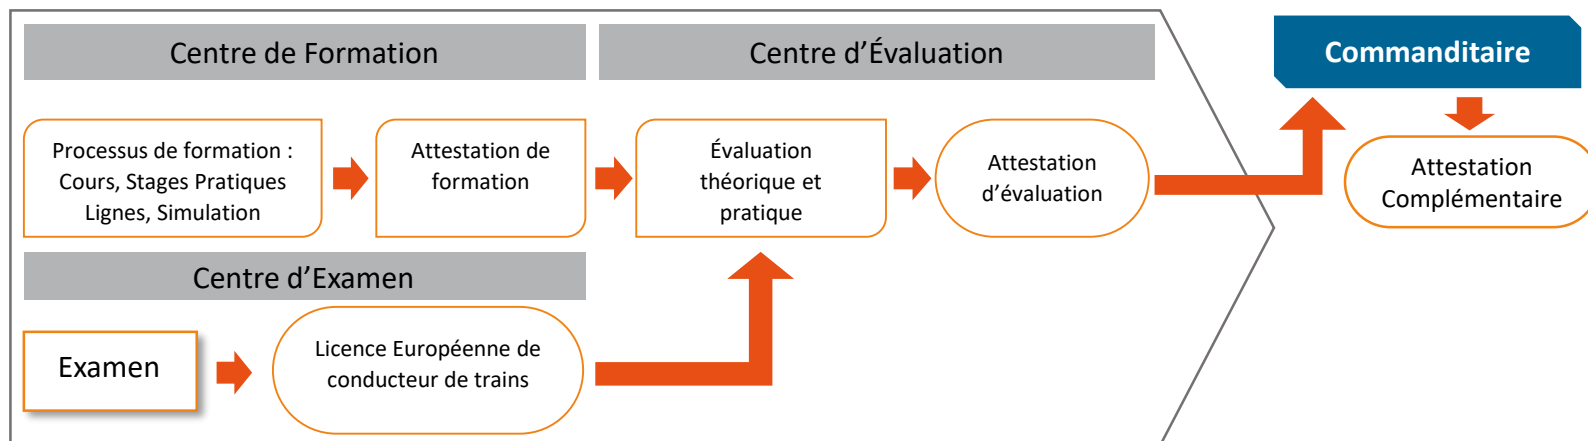 Centre de Formation
Centre d’Évaluation
Commanditaire
Processus de formation :
Cours, Stages Pratiques
Lignes, Simulation
Attestation de
formation
Évaluation
théorique et
pratique
Attestation
d’évaluation
Attestation
Complémentaire
Centre d’Examen
Examen
Licence Européenne de
conducteur de trains